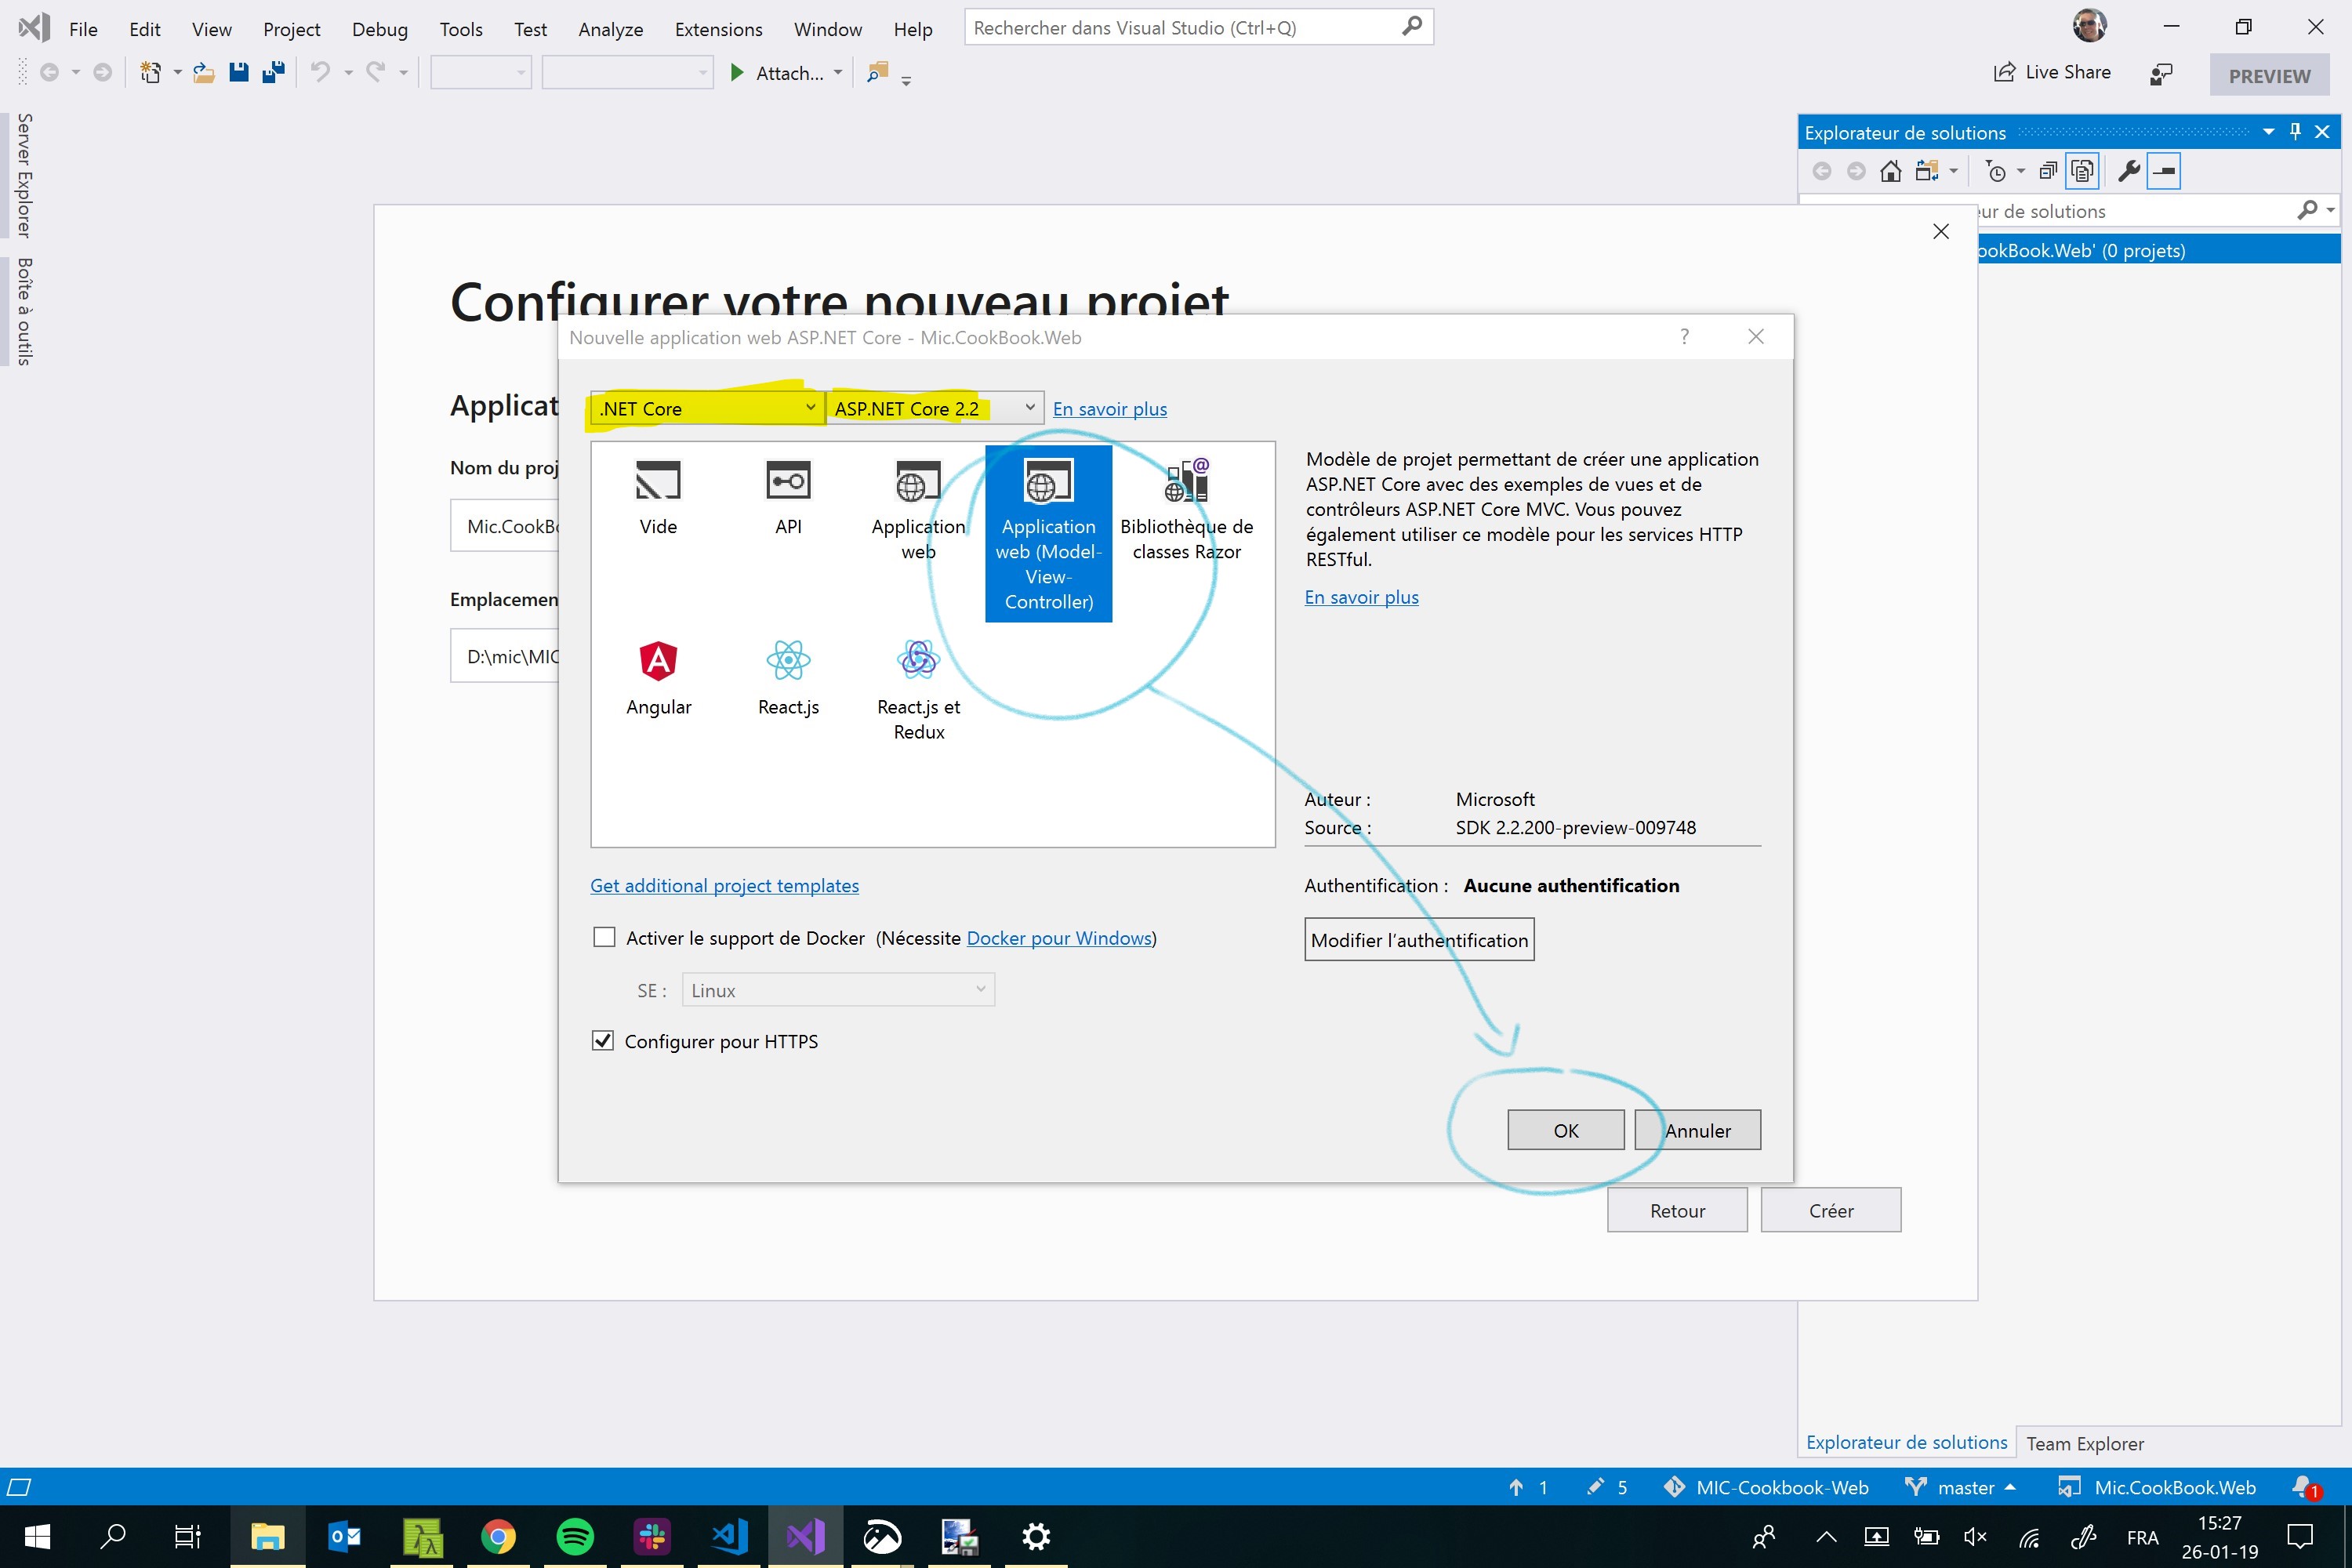 File Edit View Project Debug Tools Test Analyze Extensions Window Help Rechercher dans Visual Studio (Ctrl+Q)
Attach... Live Share PREVIEW
Server Explorer
Boîte à outils
Explorateur de solutions
ur de solutions
ookBook.Web' (0 projets)
Configurer votre nouveau projet
Nouvelle application web ASP.NET Core - Mic.CookBook.Web ?
Applicat
.NET Core ASP.NET Core 2.2 En savoir plus
Nom du proj
Mic.CookBo
Emplacemen
D:\mic\MIC
Vide
API
Application
web
Application
web (Model-
View-
Controller)
Bibliothèque de
classes Razor
Angular
React.js
React.js et
Redux
Modèle de projet permettant de créer une application
ASP.NET Core avec des exemples de vues et de
contrôleurs ASP.NET Core MVC. Vous pouvez
également utiliser ce modèle pour les services HTTP
RESTful.
En savoir plus
Auteur : Microsoft
Source : SDK 2.2.200-preview-009748
Get additional project templates
Authentification : Aucune authentification
Activer le support de Docker (Nécessite Docker pour Windows)
Modifier l'authentification
SE : Linux
Configurer pour HTTPS
OK Annuler
Retour Créer
Explorateur de solutions Team Explorer
1 5 MIC-Cookbook-Web master Mic.CookBook.Web 1
FRA
15:27
26-01-19